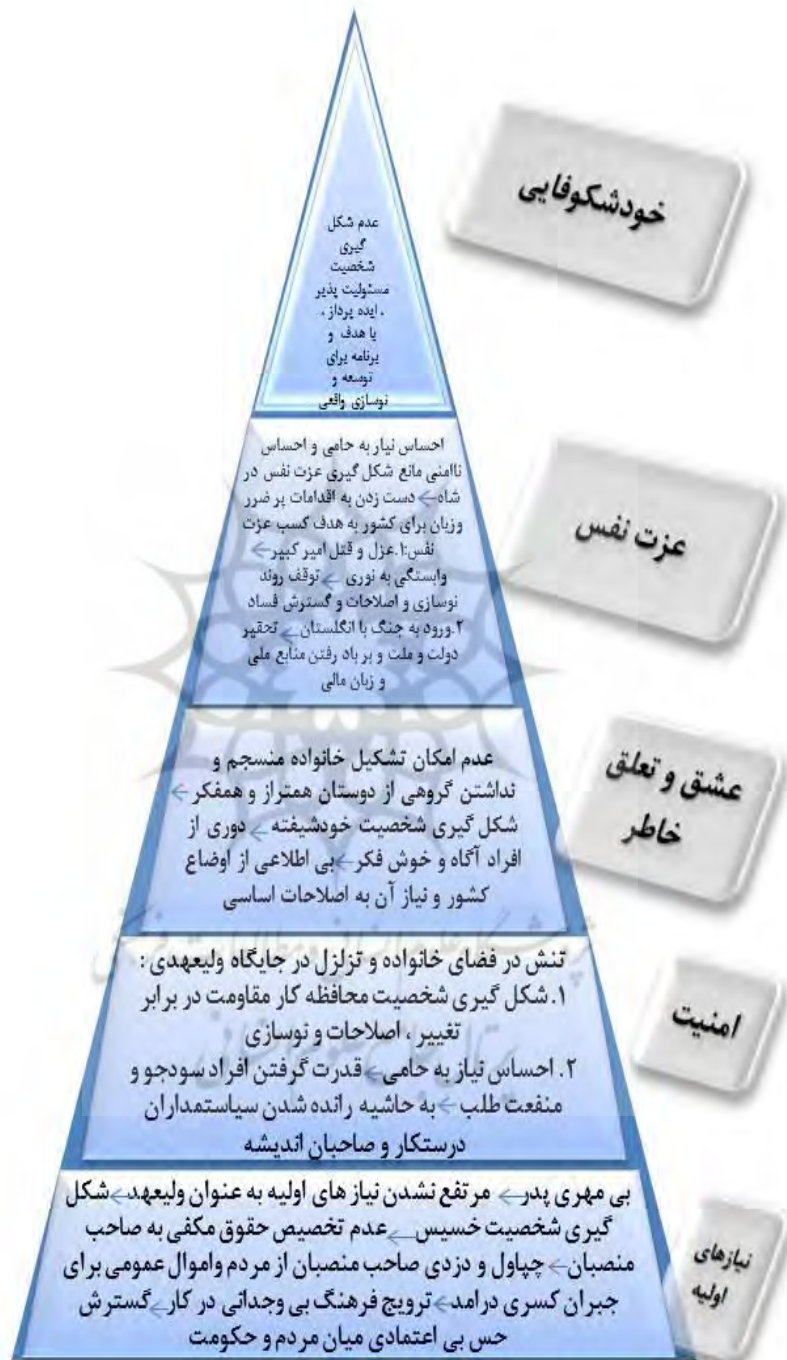 خودشکوفایی
عدم شکل
گیری
شخصیت
مسئولیت پذیر
، ایده پرداز ،
با هدف و
برنامه برای
توسعه و
نوسازی واقعی
عزت نفس
احساس نیاز به حامی و احساس
ناامنی مانع شکل گیری عزت نفس در
شاه← دست زدن به اقدامات پر ضرر
وزیان برای کشور به هدف کسب عزت
نفس:۱.عزل و قتل امیر کبیر←
وابستگی به نوری ← توقف روند
نوسازی و اصلاحات و گسترش فساد
۲.ورود به جنگ با انگلستان← تحقیر
دولت و ملت و بر باد رفتن منابع ملی
و زیان مالی
عشق و تعلق
خاطر
عدم امکان تشکیل خانواده منسجم و
نداشتن گروهی از دوستان همتراز و همفکر ←
شکل گیری شخصیت خودشیفته ← دوری از
افراد آگاه و خوش فکر←بی اطلاعی از اوضاع
کشور و نیاز آن به اصلاحات اساسی
امنیت
تنش در فضای خانواده و تزلزل در جایگاه ولیعهدی :
۱. شکل گیری شخصیت محافظه کار مقاومت در برابر
تغییر ، اصلاحات و نوسازی
۲. احساس نیاز به حامی← قدرت گرفتن افراد سودجو و
منفعت طلب ← به حاشیه رانده شدن سیاستمداران
درستکار و صاحبان اندیشه
نیازهای
اولیه
بی مهری پدر← مرتفع نشدن نیاز های اولیه به عنوان ولیعهد←شکل
گیری شخصیت خسیس ←عدم تخصیص حقوق مکفی به صاحب
منصبان← چپاول و دزدی صاحب منصبان از مردم واموال عمومی برای
جبران کسری درامد← ترویج فرهنگ بی وجدانی در کار← گسترش
حس بی اعتمادی میان مردم و حکومت